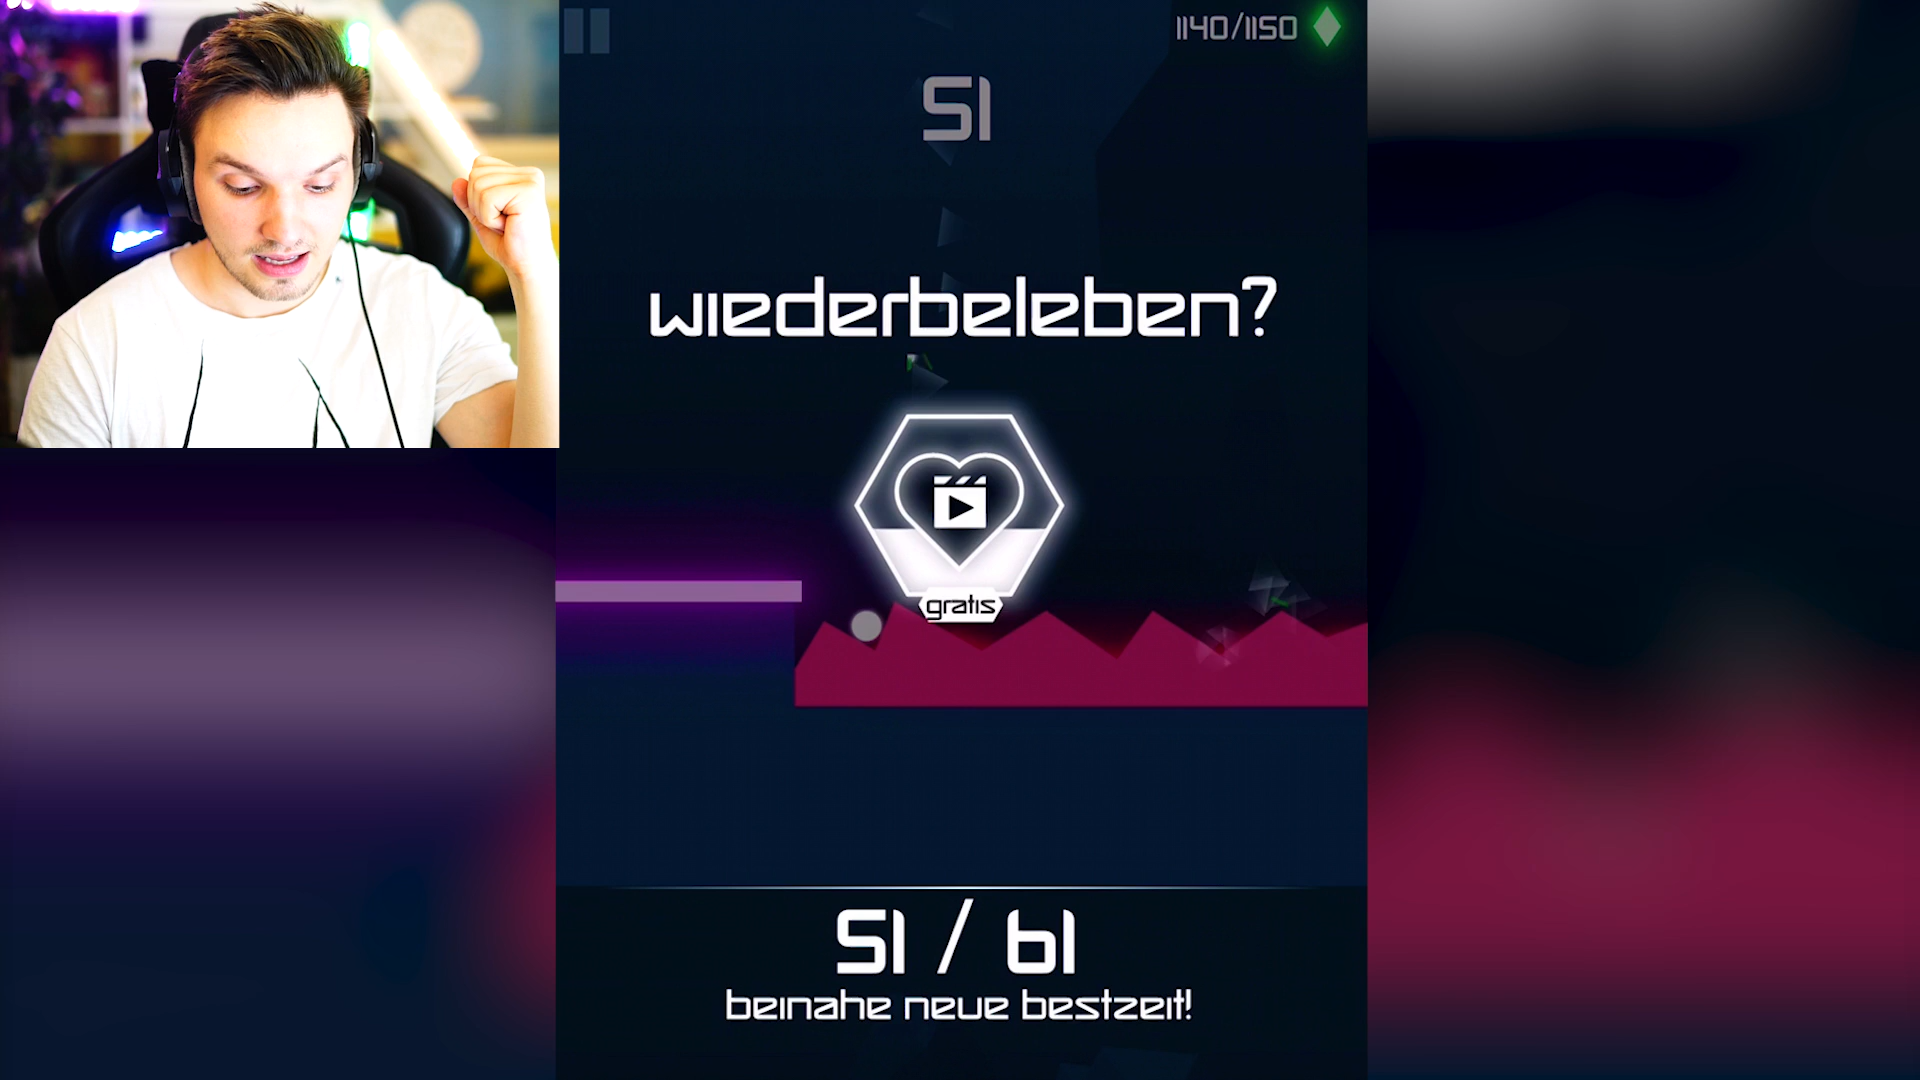 1140/1150
51
wiederbeleben?
gratis
51 / 61
beinahe neue bestzeit!